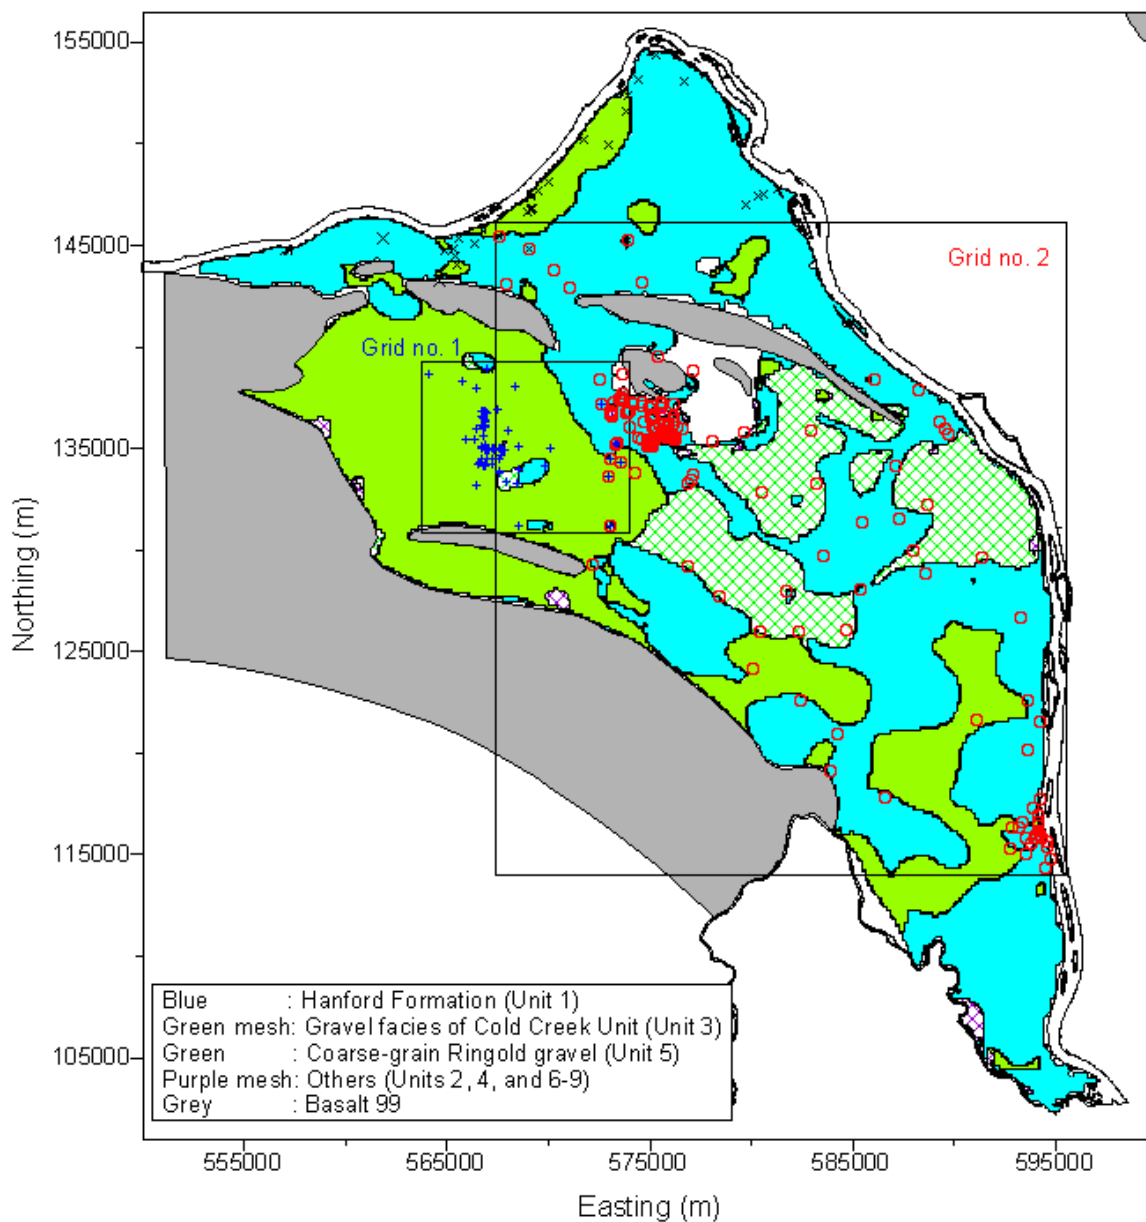 155000
145000
Grid no. 2
Grid no. 1
135000
Northing (m)
125000
115000
105000
Blue : Hanford Formation (Unit 1)
Green mesh: Gravel facies of Cold Creek Unit (Unit 3)
Green : Coarse-grain Ringold gravel (Unit 5)
Purple mesh: Others (Units 2, 4, and 6-9)
Grey : Basalt 99
555000 565000 575000 585000 595000
Easting (m)